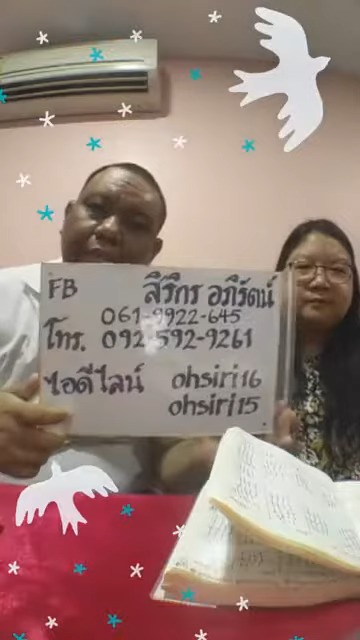 FB สิริกร อภิรัตน์
061-9922-645
โทร. 092-592-9261
ไอดีไลน์ ohsiri16
ohsiri15